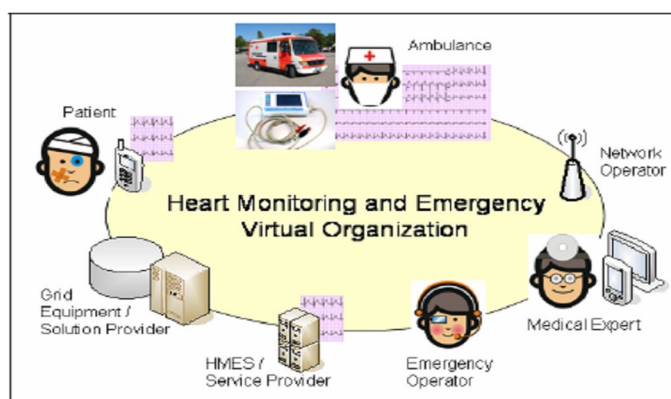 Ambulance
Patient
Network
Operator
Heart Monitoring and Emergency
Virtual Organization
Grid
Equipment /
Solution Provider
HMES /
Service Provider
Emergency
Operator
Medical Expert